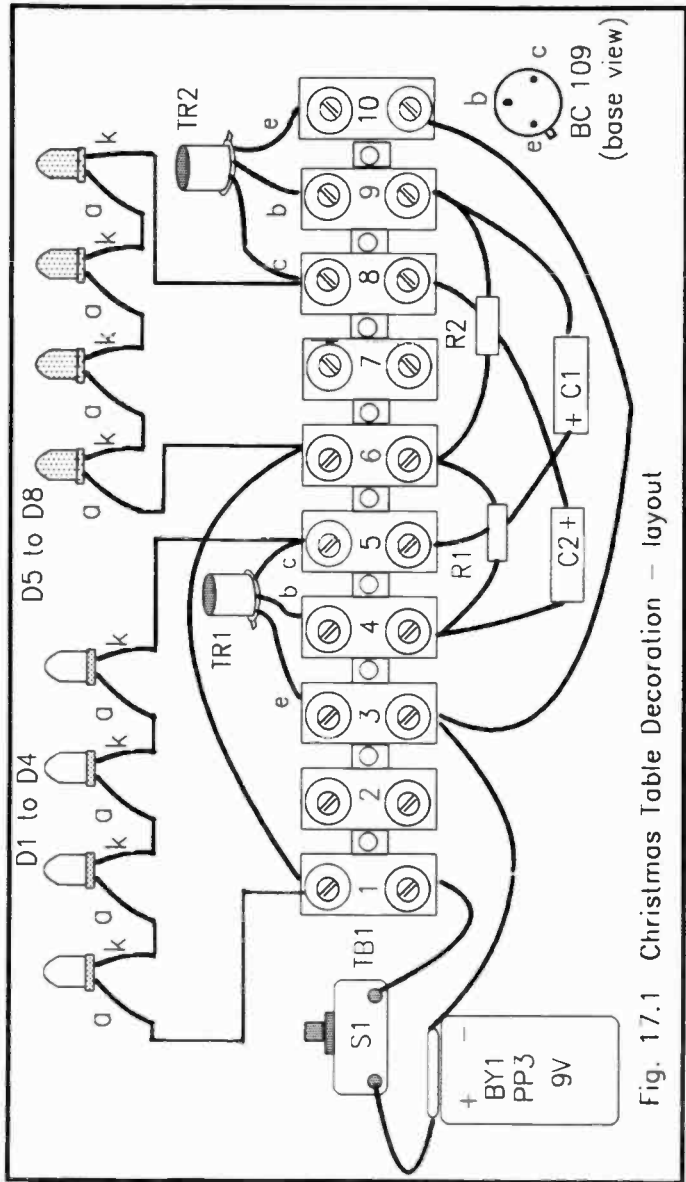 D1 to D4
D5 to D8
a k a k a k a k
a k a k a k a k
TR1
TR2
e b c
c b e
1 2 3 4 5 6 7 8 9 10
TB1
S1
R1
R2
C2+
+ C1
+ -
BY1
PP3
9V
b
e c
BC 109
(base view)
Fig. 17.1 Christmas Table Decoration – layout